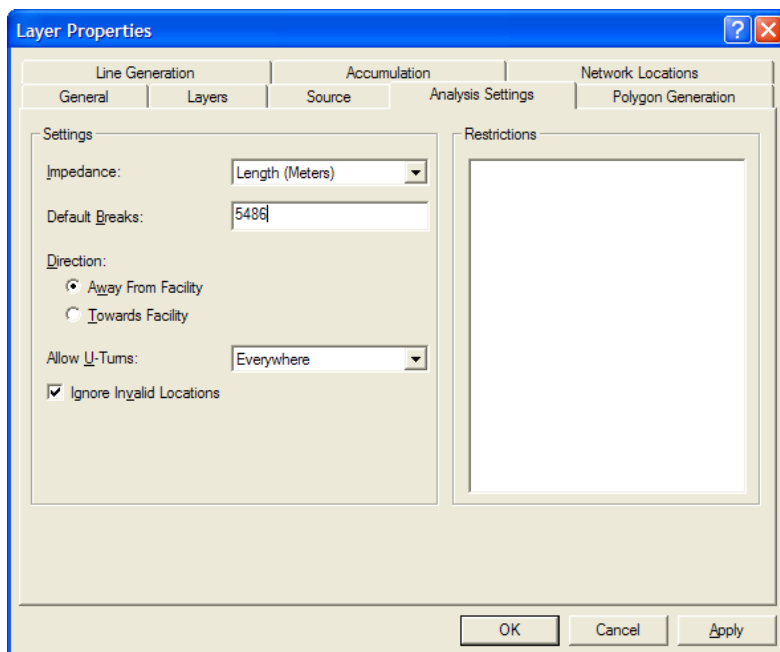 Layer Properties
Line Generation
Accumulation
Network Locations
General
Layers
Source
Analysis Settings
Polygon Generation
Settings
Impedance:
Length (Meters)
Default Breaks:
5486
Direction:
Away From Facility
Towards Facility
Allow U-Turns:
Everywhere
Ignore Invalid Locations
Restrictions
OK
Cancel
Apply